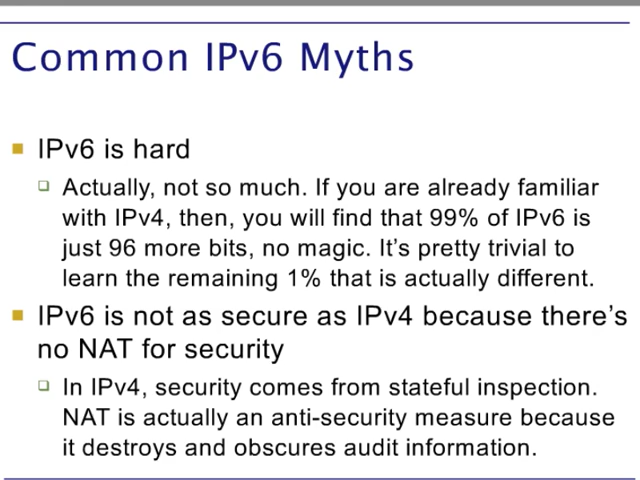 Common IPv6 Myths
IPv6 is hard
Actually, not so much. If you are already familiar
with IPv4, then, you will find that 99% of IPv6 is
just 96 more bits, no magic. It's pretty trivial to
learn the remaining 1% that is actually different.
IPv6 is not as secure as IPv4 because there's
no NAT for security
In IPv4, security comes from stateful inspection.
NAT is actually an anti-security measure because
it destroys and obscures audit information.